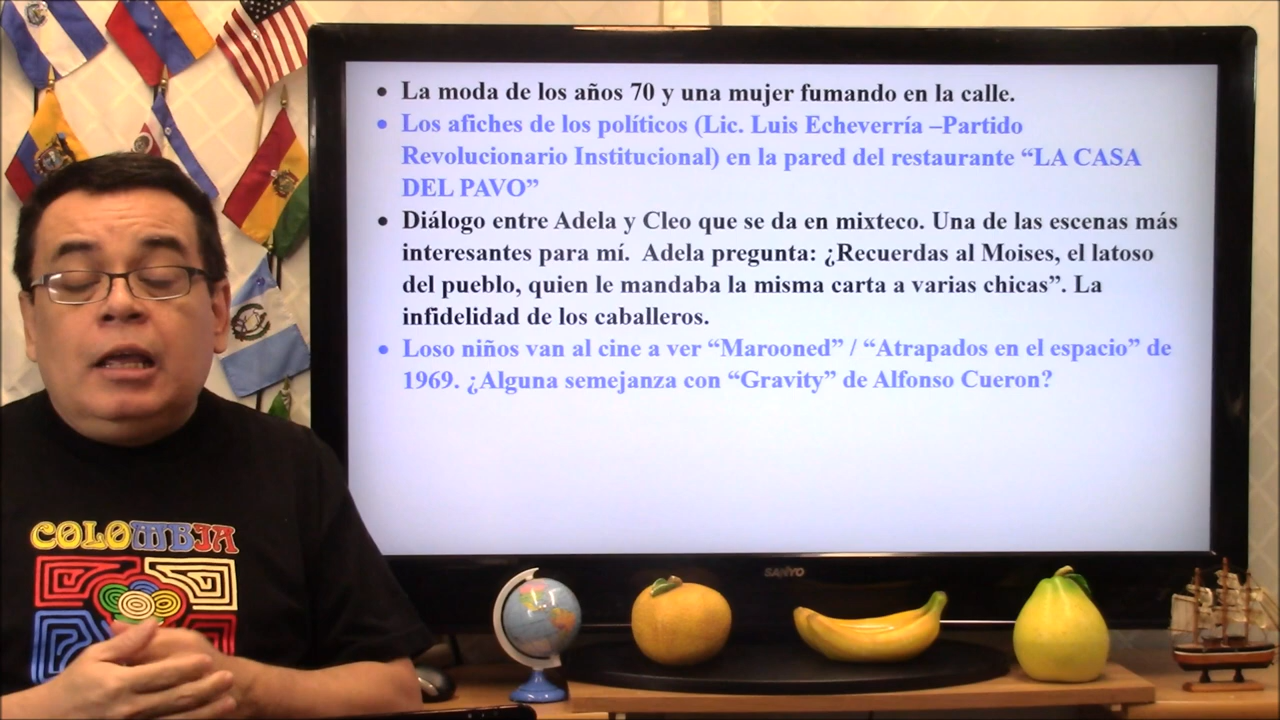 • La moda de los años 70 y una mujer fumando en la calle.
• Los afiches de los políticos (Lic. Luis Echeverría –Partido
Revolucionario Institucional) en la pared del restaurante “LA CASA
DEL PAVO”
• Diálogo entre Adela y Cleo que se da en mixteco. Una de las escenas más
interesantes para mí.  Adela pregunta: ¿Recuerdas al Moises, el latoso
del pueblo, quien le mandaba la misma carta a varias chicas”. La
infidelidad de los caballeros.
• Loso niños van al cine a ver “Marooned” / “Atrapados en el espacio” de
1969. ¿Alguna semejanza con “Gravity” de Alfonso Cueron?
COLOMBIA
SANYO